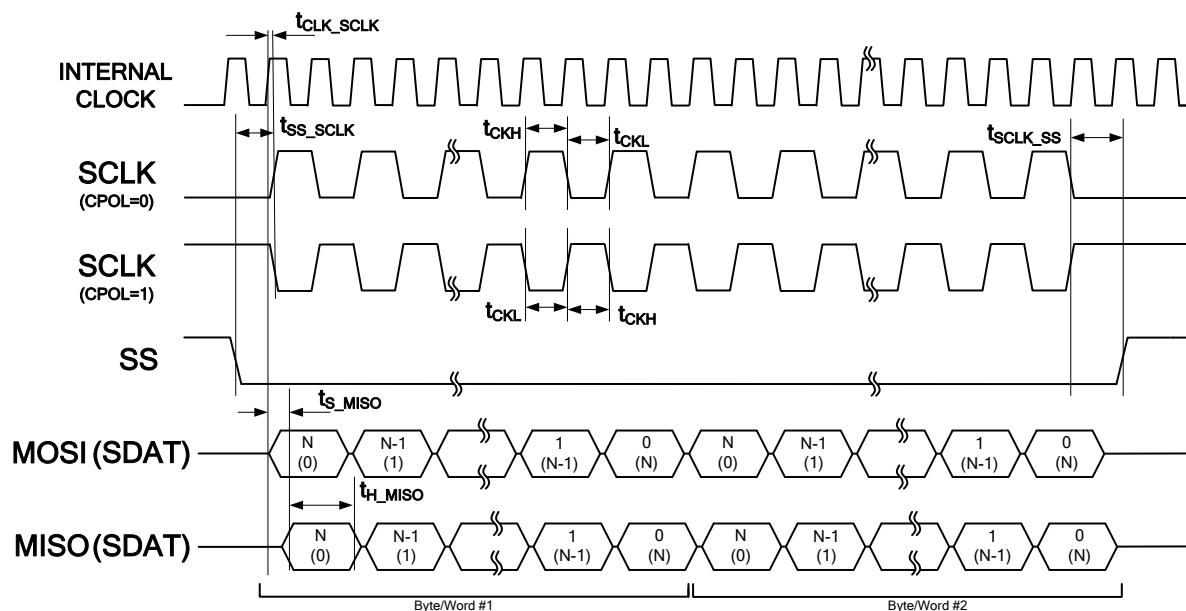 tCLK_SCLK
INTERNAL
CLOCK
tSS_SCLK
tCKH
tCKL
tSCLK_SS
SCLK
(CPOL=0)
SCLK
(CPOL=1)
tCKL
tCKH
SS
tS_MISO
MOSI (SDAT)
N N-1 1 0 N N-1 1 0
(0) (1) (N-1) (N) (0) (1) (N-1) (N)
tH_MISO
MISO (SDAT)
N N-1 1 0 N N-1 1 0
(0) (1) (N-1) (N) (0) (1) (N-1) (N)
Byte/Word #1 Byte/Word #2